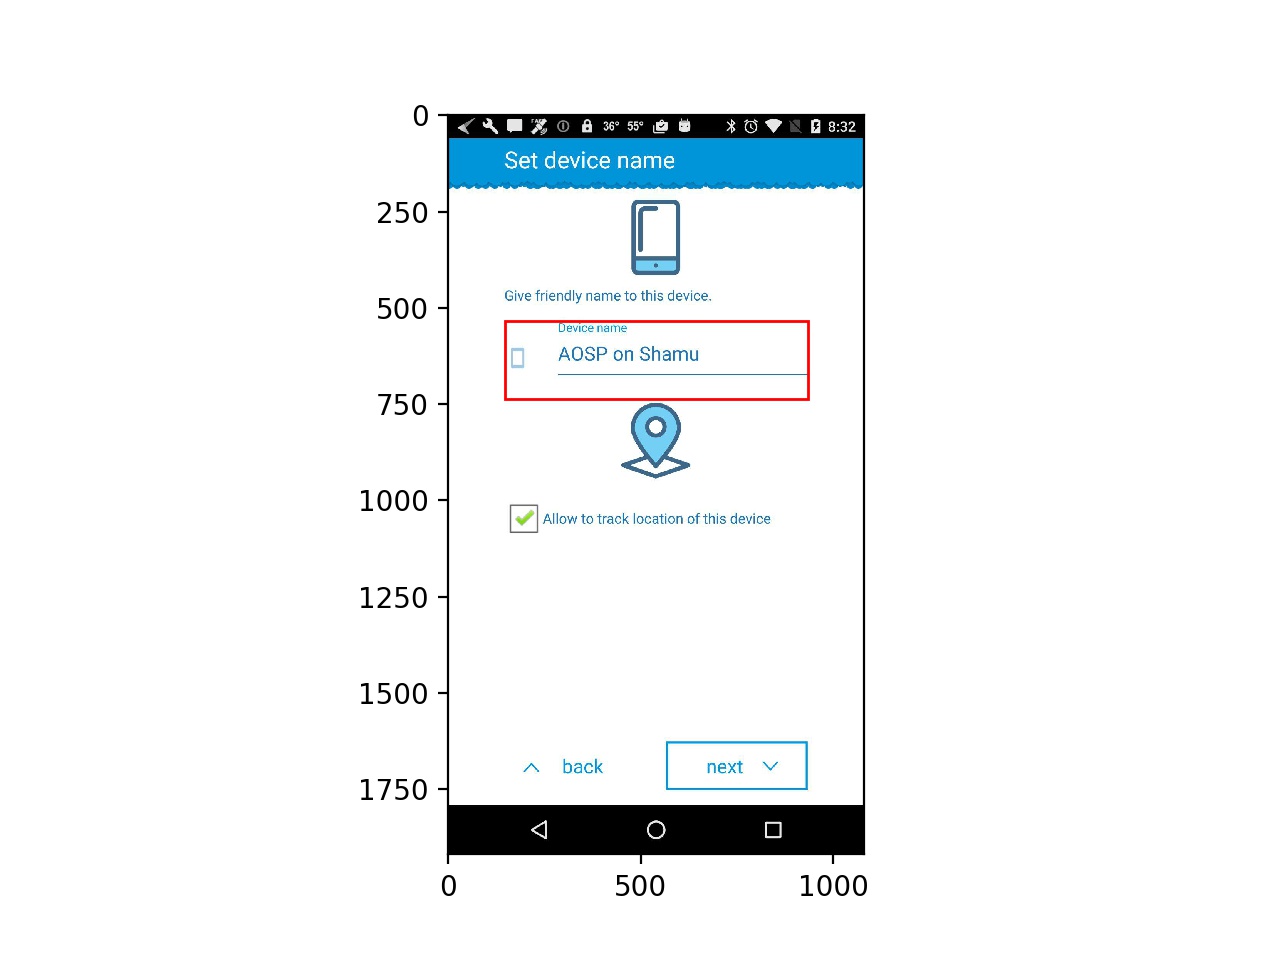 0
250
500
750
1000
1250
1500
1750
36° 55° 8:32
Set device name
Give friendly name to this device.
Device name
AOSP on Shamu
Allow to track location of this device
back next
0 500 1000